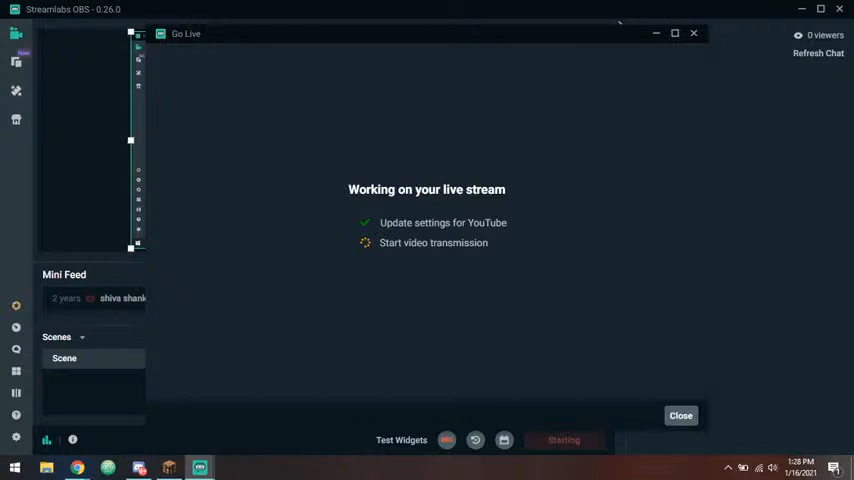 Streamlabs OBS - 0.26.0
Go Live
0 viewers
New
Refresh Chat
Working on your live stream
Update settings for YouTube
Start video transmission
Mini Feed
2 years shiva shank
Scenes
Scene
Close
Test Widgets
REC
Starting
1:28 PM
1/16/2021